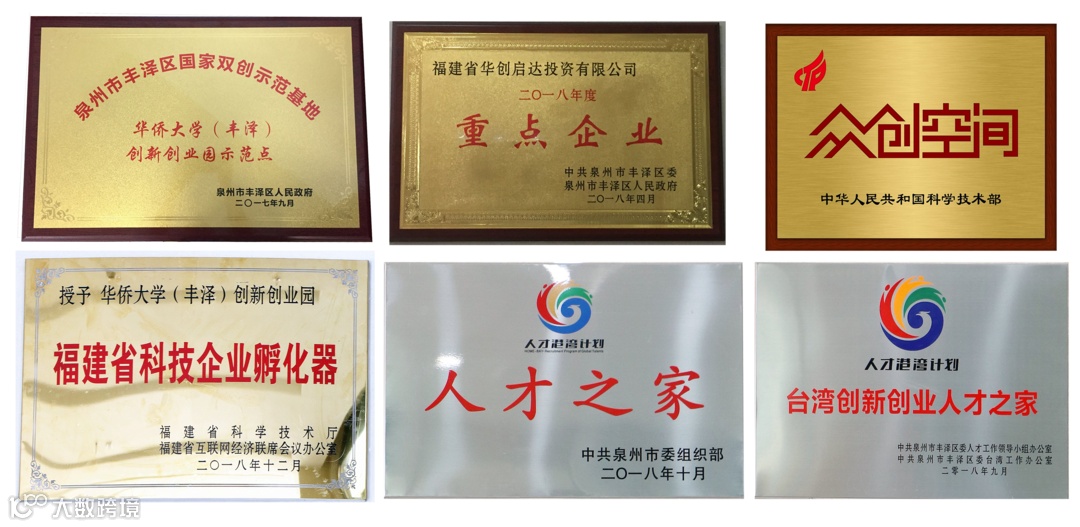 泉州市丰泽区国家双创示范基地
华侨大学（丰泽）
创新创业园示范点
泉州市丰泽区人民政府
二〇一七年九月
福建省华创启达投资有限公司
二〇一八年度
重点企业
中共泉州市丰泽区委
泉州市丰泽区人民政府
二〇一八年四月
众创空间
中华人民共和国科学技术部
授予 华侨大学（丰泽）创新创业园
福建省科技企业孵化器
福建省科学技术厅
福建省互联网经济联席会议办公室
二〇一八年十二月
人才港湾计划
人才之家
中共泉州市委组织部
二〇一八年十月
人才港湾计划
台湾创新创业人才之家
中共泉州市丰泽区委人才工作领导小组办公室
中共泉州市丰泽区委台湾工作办公室
二零一八年九月
大数跨境